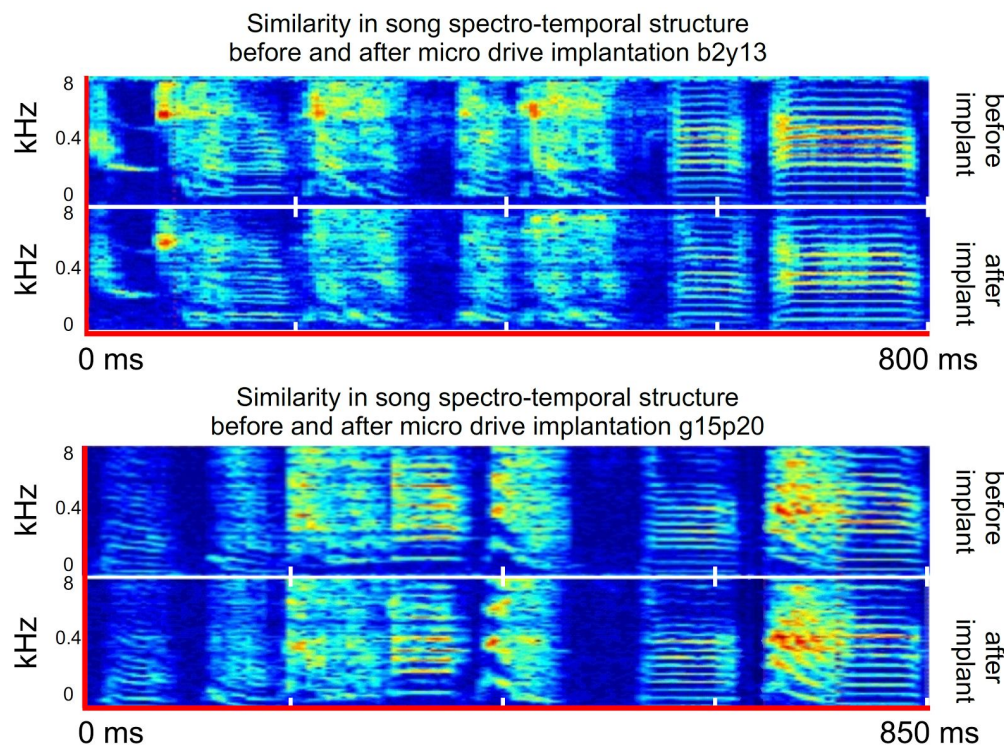 Similarity in song spectro-temporal structure
before and after micro drive implantation b2y13
8
kHz
0.4
0
before
implant
8
kHz
0.4
0
after
implant
0 ms
800 ms
Similarity in song spectro-temporal structure
before and after micro drive implantation g15p20
8
kHz
0.4
0
before
implant
8
kHz
0.4
0
after
implant
0 ms
850 ms